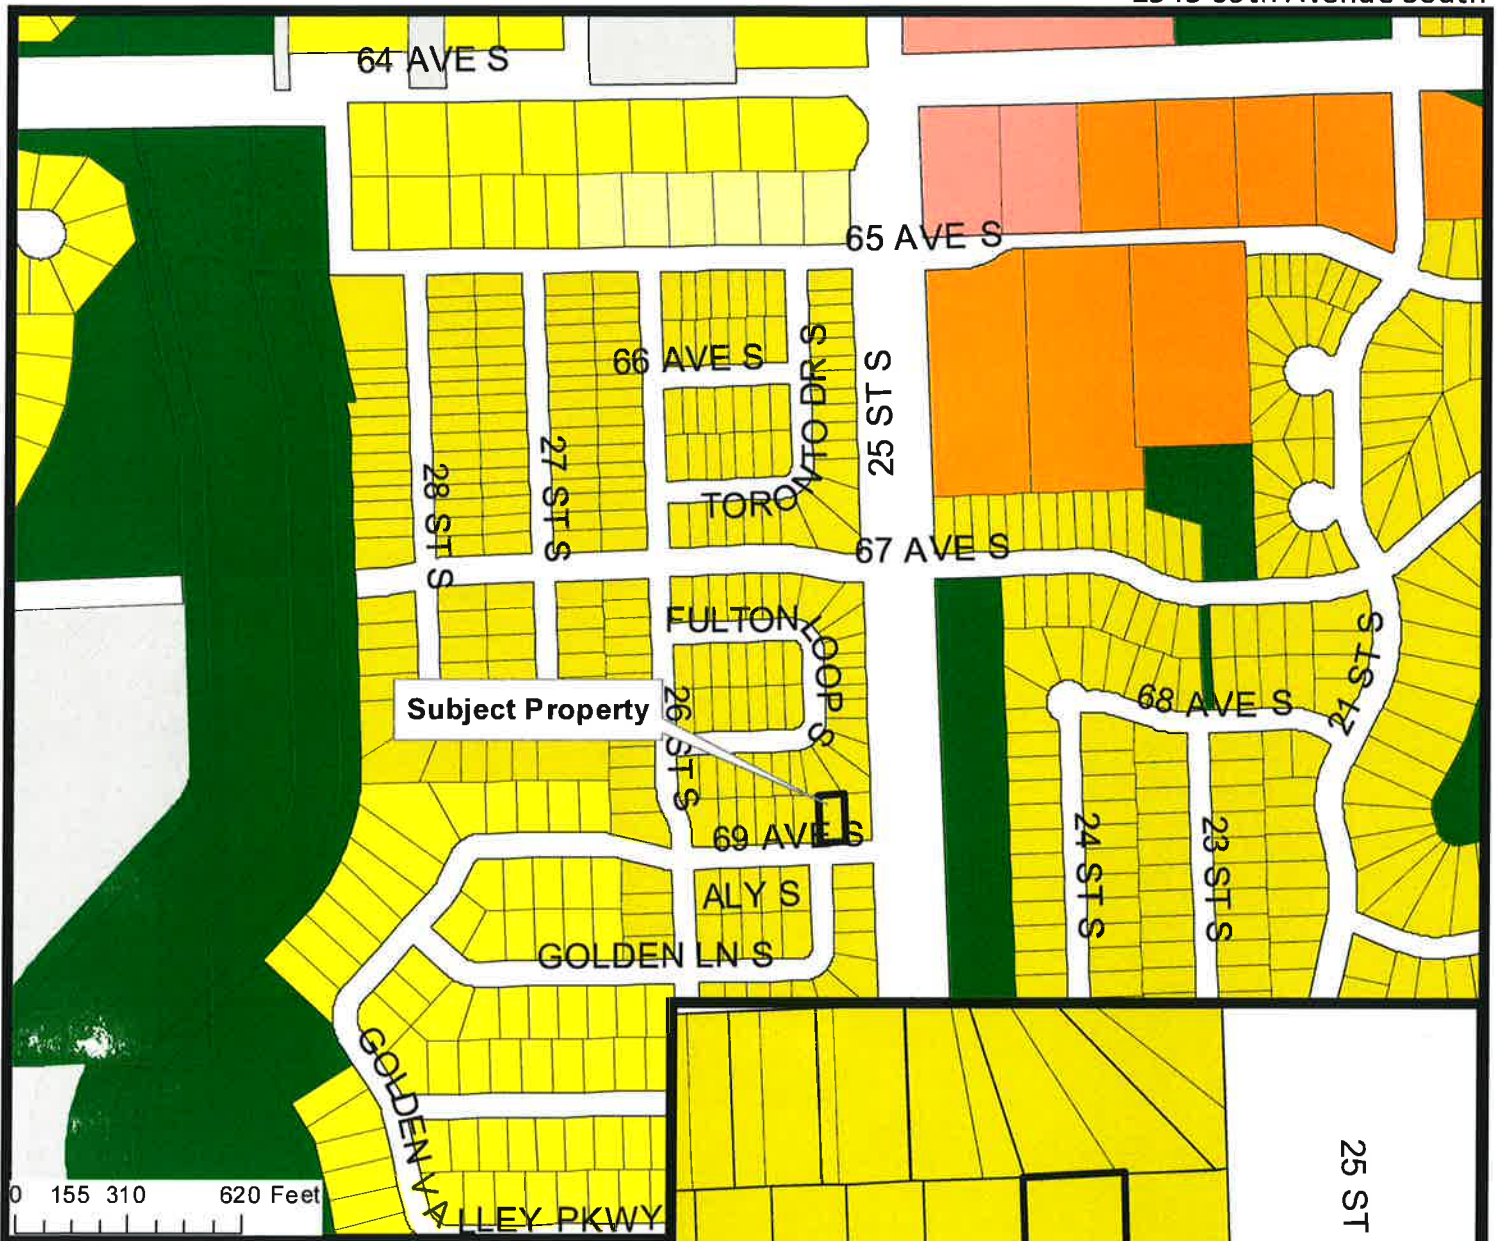 64 AVE S
65 AVE S
66 AVE S
TORONTO DR S
25 ST S
28 ST S
27 ST S
67 AVE S
FULTON LOOP S
21 ST S
Subject Property
26 ST S
68 AVE S
69 AVE S
24 ST S
23 ST S
ALY S
GOLDEN LN S
GOLDEN VALLEY PKWY
25 ST
0 155 310 620 Feet